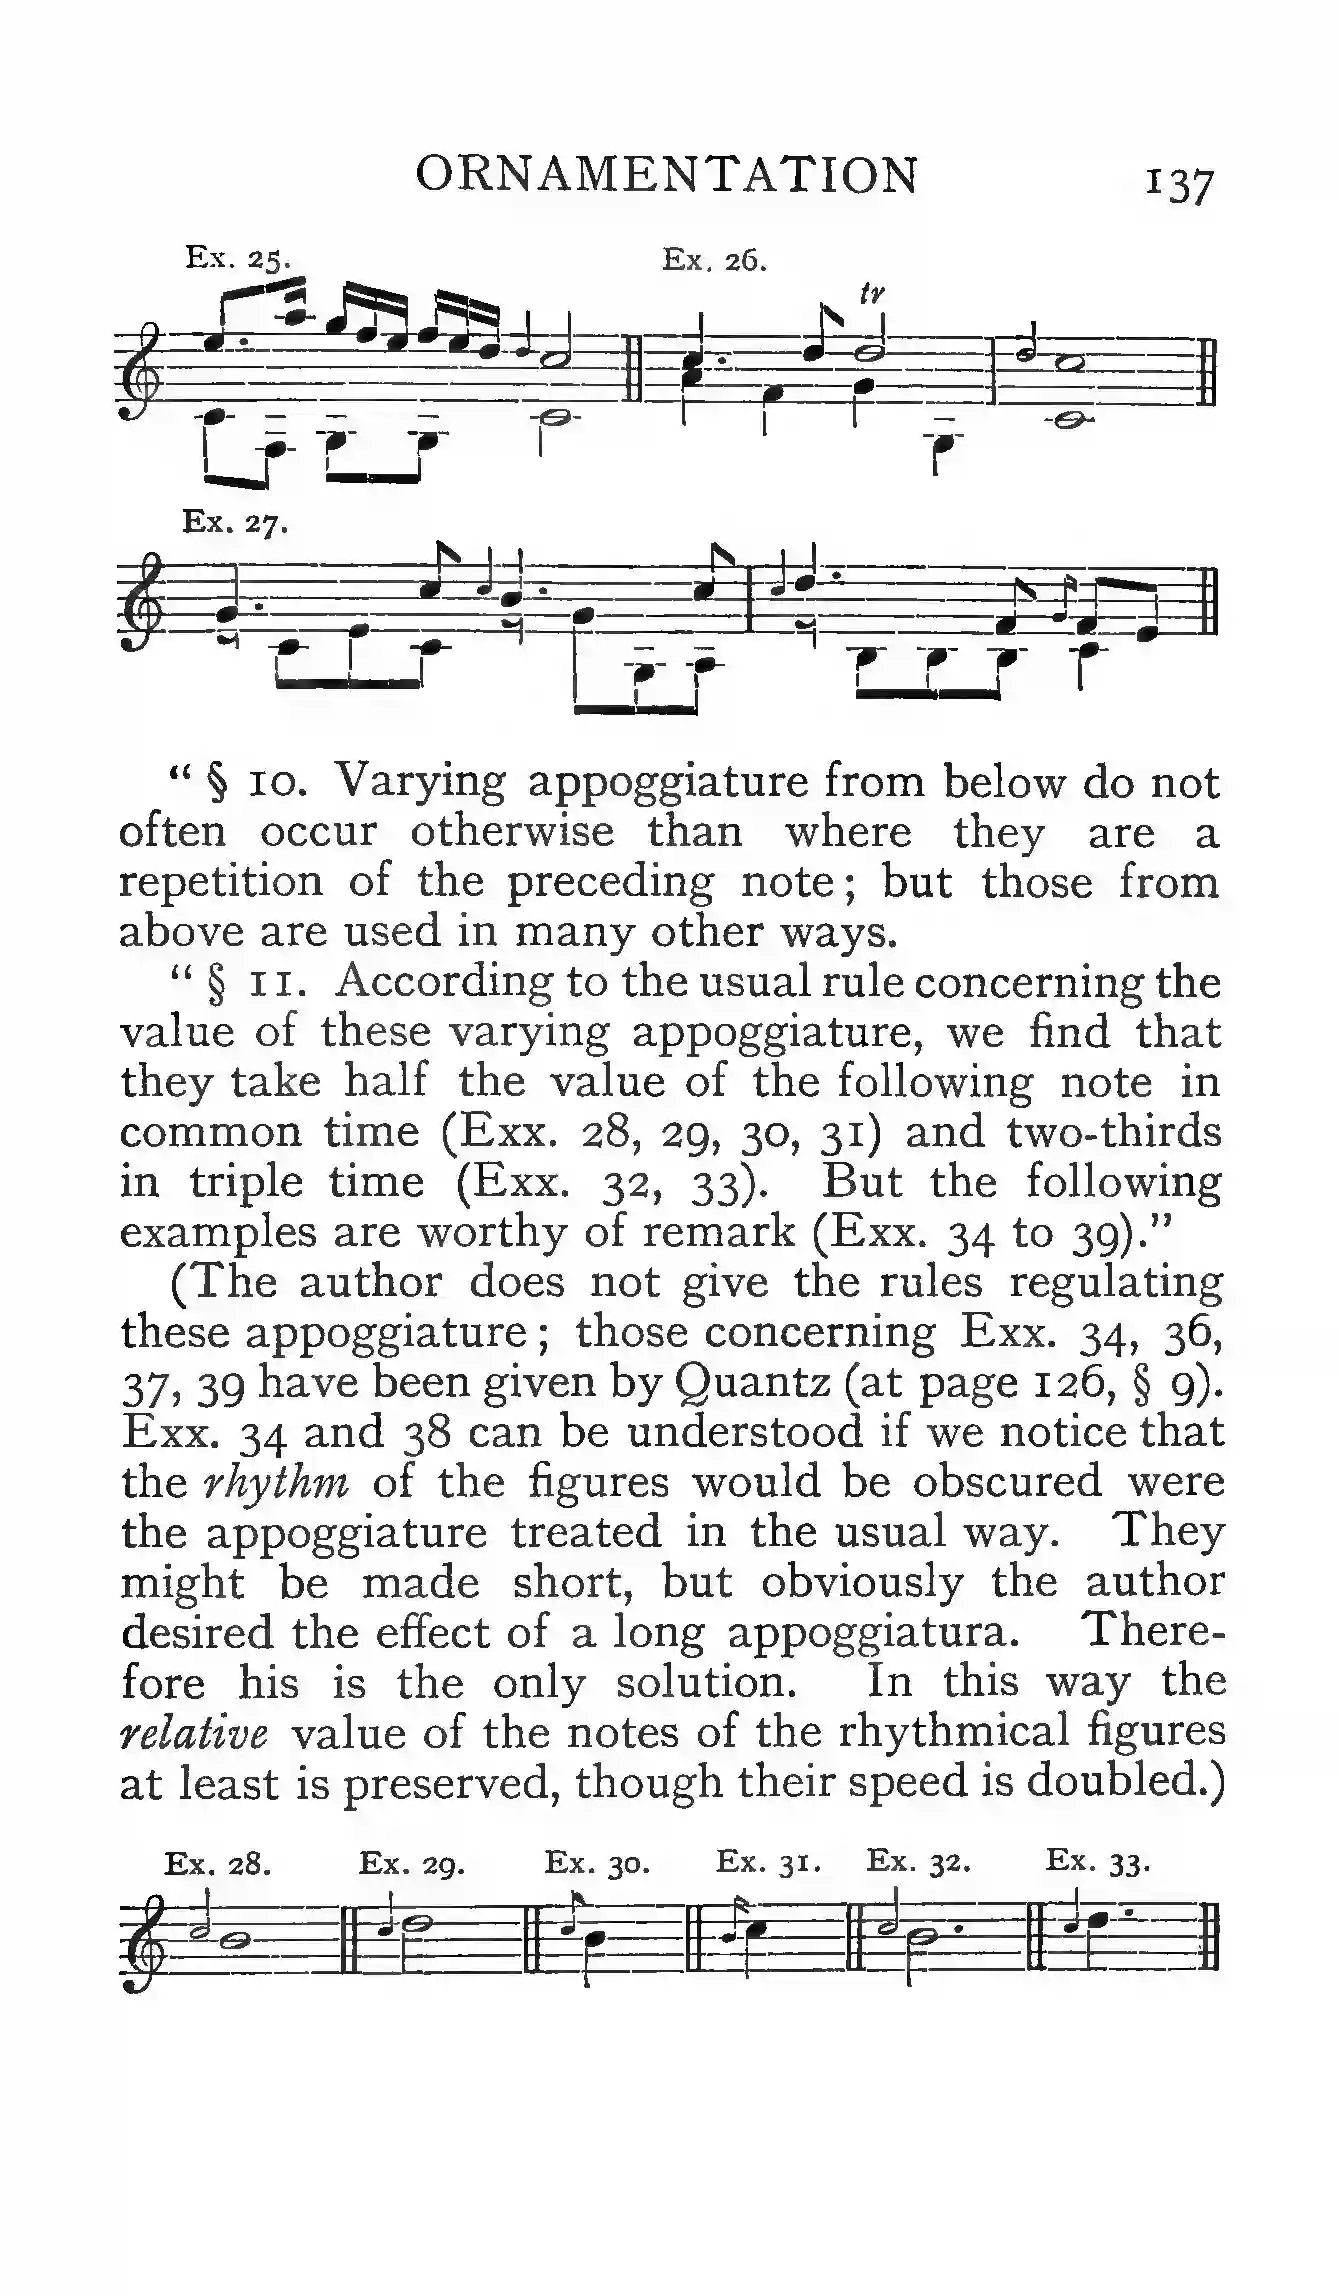 ORNAMENTATION 137
Ex. 25. Ex. 26.
tr
Ex. 27.
“ § 10. Varying appoggiature from below do not
often occur otherwise than where they are a
repetition of the preceding note; but those from
above are used in many other ways.
“ § 11. According to the usual rule concerning the
value of these varying appoggiature, we find that
they take half the value of the following note in
common time (Exx. 28, 29, 30, 31) and two-thirds
in triple time (Exx. 32, 33). But the following
examples are worthy of remark (Exx. 34 to 39).”
(The author does not give the rules regulating
these appoggiature; those concerning Exx. 34, 36,
37, 39 have been given by Quantz (at page 126, § 9).
Exx. 34 and 38 can be understood if we notice that
the rhythm of the figures would be obscured were
the appoggiature treated in the usual way. They
might be made short, but obviously the author
desired the effect of a long appoggiatura. There-
fore his is the only solution. In this way the
relative value of the notes of the rhythmical figures
at least is preserved, though their speed is doubled.)
Ex. 28. Ex. 29. Ex. 30. Ex. 31. Ex. 32. Ex. 33.